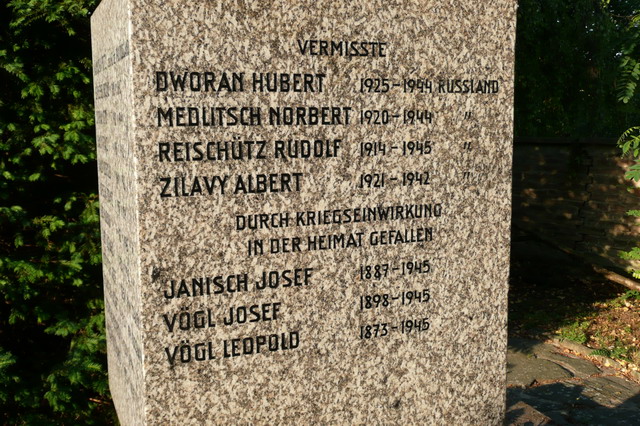 VERMISSTE
DWORAN HUBERT 1925-1944 RUSSLAND
MEDLITSCH NORBERT 1920-1944 "
REISCHÜTZ RUDOLF 1914-1945 "
ZILAVY ALBERT 1921-1942 "
DURCH KRIEGSEINWIRKUNG
IN DER HEIMAT GEFALLEN
JANISCH JOSEF 1887-1945
VÖGL JOSEF 1898-1945
VÖGL LEOPOLD 1873-1945